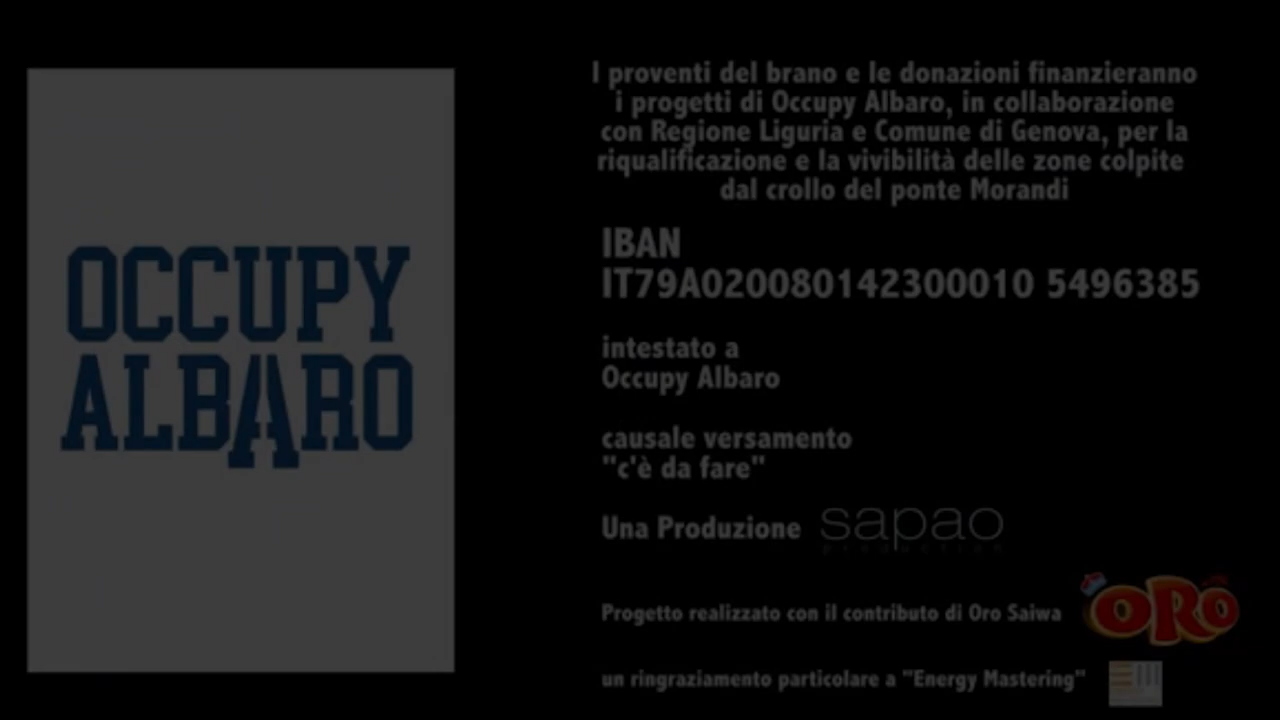 OCCUPY
ALBARO
I proventi del brano e le donazioni finanzieranno
i progetti di Occupy Albaro, in collaborazione
con Regione Liguria e Comune di Genova, per la
riqualificazione e la vivibilità delle zone colpite
dal crollo del ponte Morandi
IBAN
IT79A020080142300010 5496385
intestato a
Occupy Albaro
causale versamento
"c'è da fare"
Una Produzione sapao
production
Progetto realizzato con il contributo di Oro Saiwa ORO
un ringraziamento particolare a "Energy Mastering"